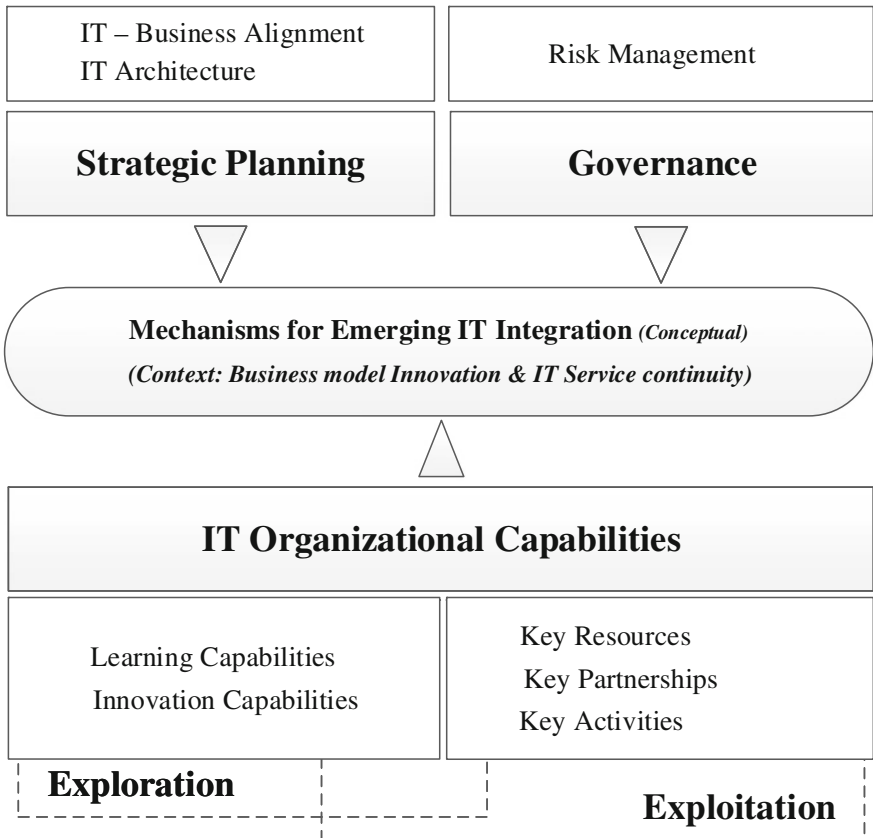 IT – Business Alignment
IT Architecture
Risk Management
Strategic Planning
Governance
Mechanisms for Emerging IT Integration (Conceptual)
(Context: Business model Innovation & IT Service continuity)
IT Organizational Capabilities
Learning Capabilities
Innovation Capabilities
Key Resources
Key Partnerships
Key Activities
Exploration
Exploitation